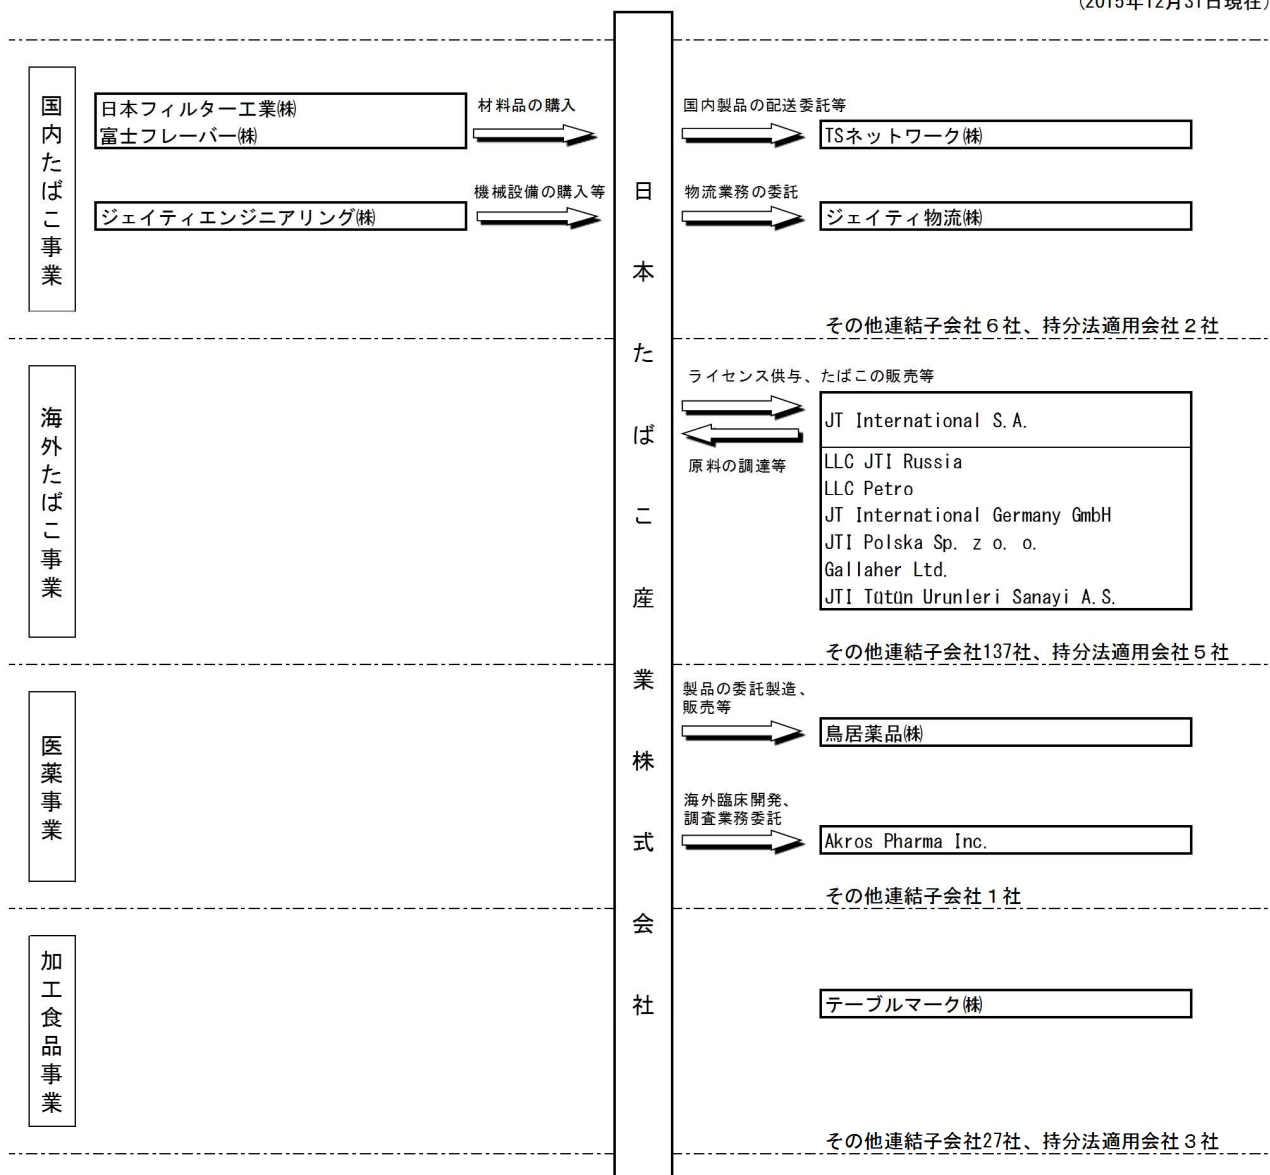 (2015年12月31日現在)
日本たばこ産業株式会社
国内たばこ事業
日本フィルター工業㈱
富士フレーバー㈱
材料品の購入
国内製品の配送委託等
TSネットワーク㈱
ジェイティエンジニアリング㈱
機械設備の購入等
物流業務の委託
ジェイティ物流㈱
その他連結子会社6社、持分法適用会社2社
海外たばこ事業
ライセンス供与、たばこの販売等
原料の調達等
JT International S.A.
LLC JTI Russia
LLC Petro
JT International Germany GmbH
JTI Polska Sp. z o. o.
Gallaher Ltd.
JTI Tütün Urunleri Sanayi A.S.
その他連結子会社137社、持分法適用会社5社
医薬事業
製品の委託製造、
販売等
鳥居薬品㈱
海外臨床開発、
調査業務委託
Akros Pharma Inc.
その他連結子会社1社
加工食品事業
テーブルマーク㈱
その他連結子会社27社、持分法適用会社3社